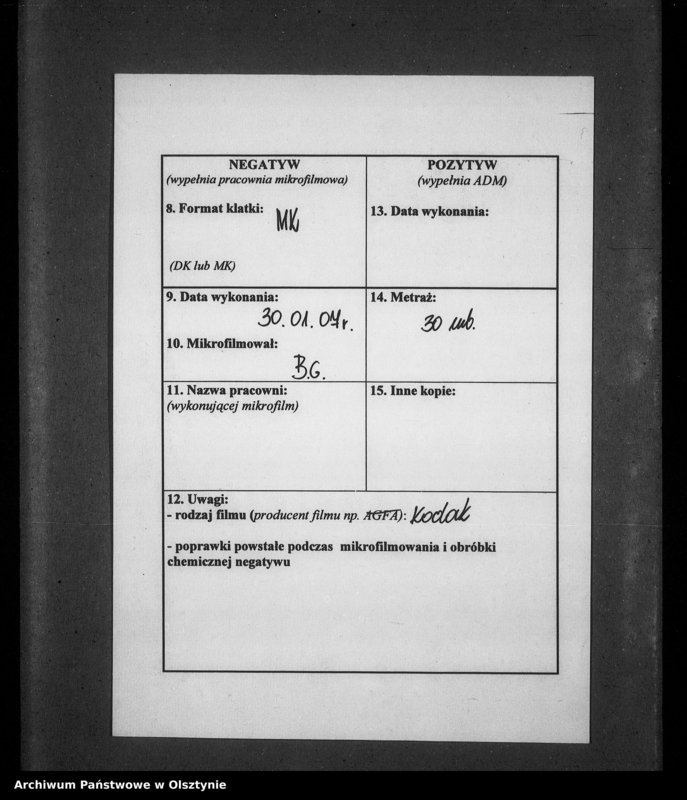 NEGATYW
(wypełnia pracownia mikrofilmowa)
8. Format klatki:
MK
(DK lub MK)
9. Data wykonania:
30.01.07r.
10. Mikrofilmował:
B.G.
11. Nazwa pracowni:
(wykonującej mikrofilm)
POZYTYW
(wypełnia ADM)
13. Data wykonania:
14. Metraż:
30 mb.
15. Inne kopie:
12. Uwagi:
- rodzaj filmu (producent filmu np. AGFA): Kodak
- poprawki powstałe podczas mikrofilmowania i obróbki
chemicznej negatywu
Archiwum Państwowe w Olsztynie